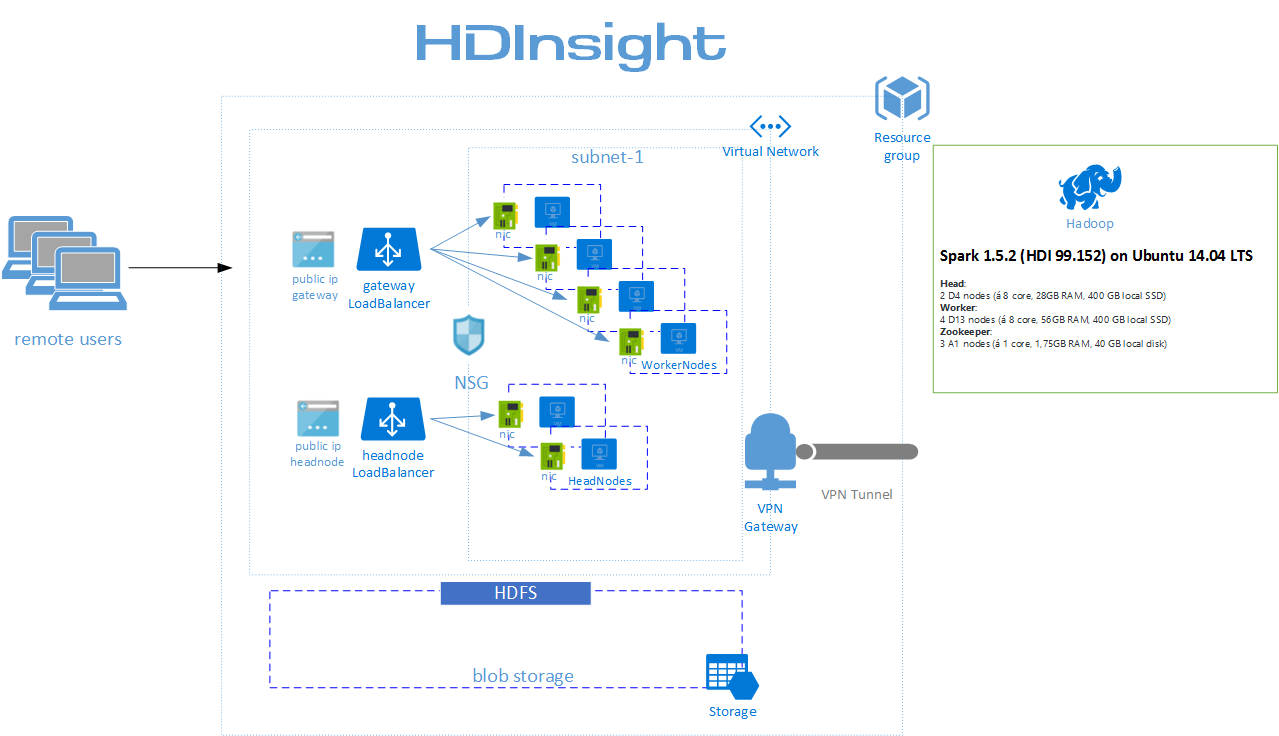 HDInsight
Resource
group
Virtual Network
subnet-1
Hadoop
Spark 1.5.2 (HDI 99.152) on Ubuntu 14.04 LTS
Head:
2 D4 nodes (á 8 core, 28GB RAM, 400 GB local SSD)
Worker:
4 D13 nodes (á 8 core, 56GB RAM, 400 GB local SSD)
Zookeeper:
3 A1 nodes (á 1 core, 1,75GB RAM, 40 GB local disk)
remote users
public ip
gateway
gateway
LoadBalancer
nic
nic
nic
nic
WorkerNodes
NSG
public ip
headnode
headnode
LoadBalancer
nic
nic
HeadNodes
VPN
Gateway
VPN Tunnel
HDFS
blob storage
Storage